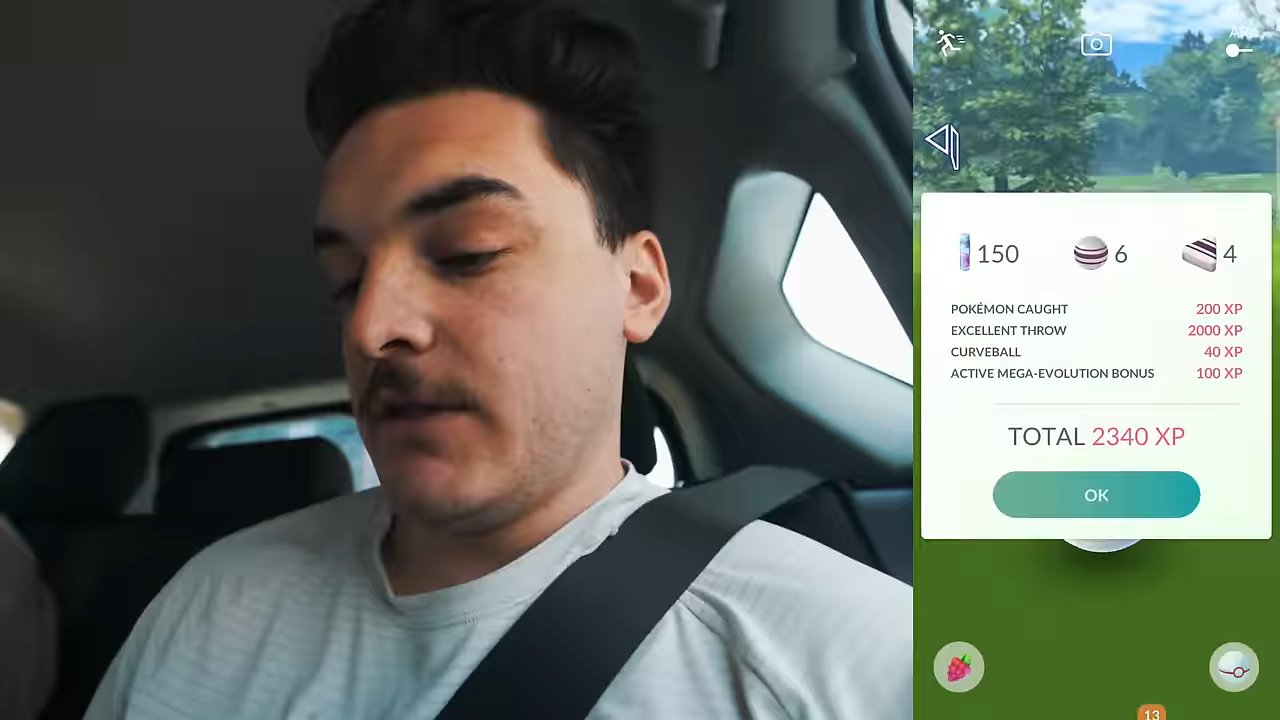 AR
150 6 4
POKÉMON CAUGHT 200 XP
EXCELLENT THROW 2000 XP
CURVEBALL 40 XP
ACTIVE MEGA-EVOLUTION BONUS 100 XP
TOTAL 2340 XP
OK
13